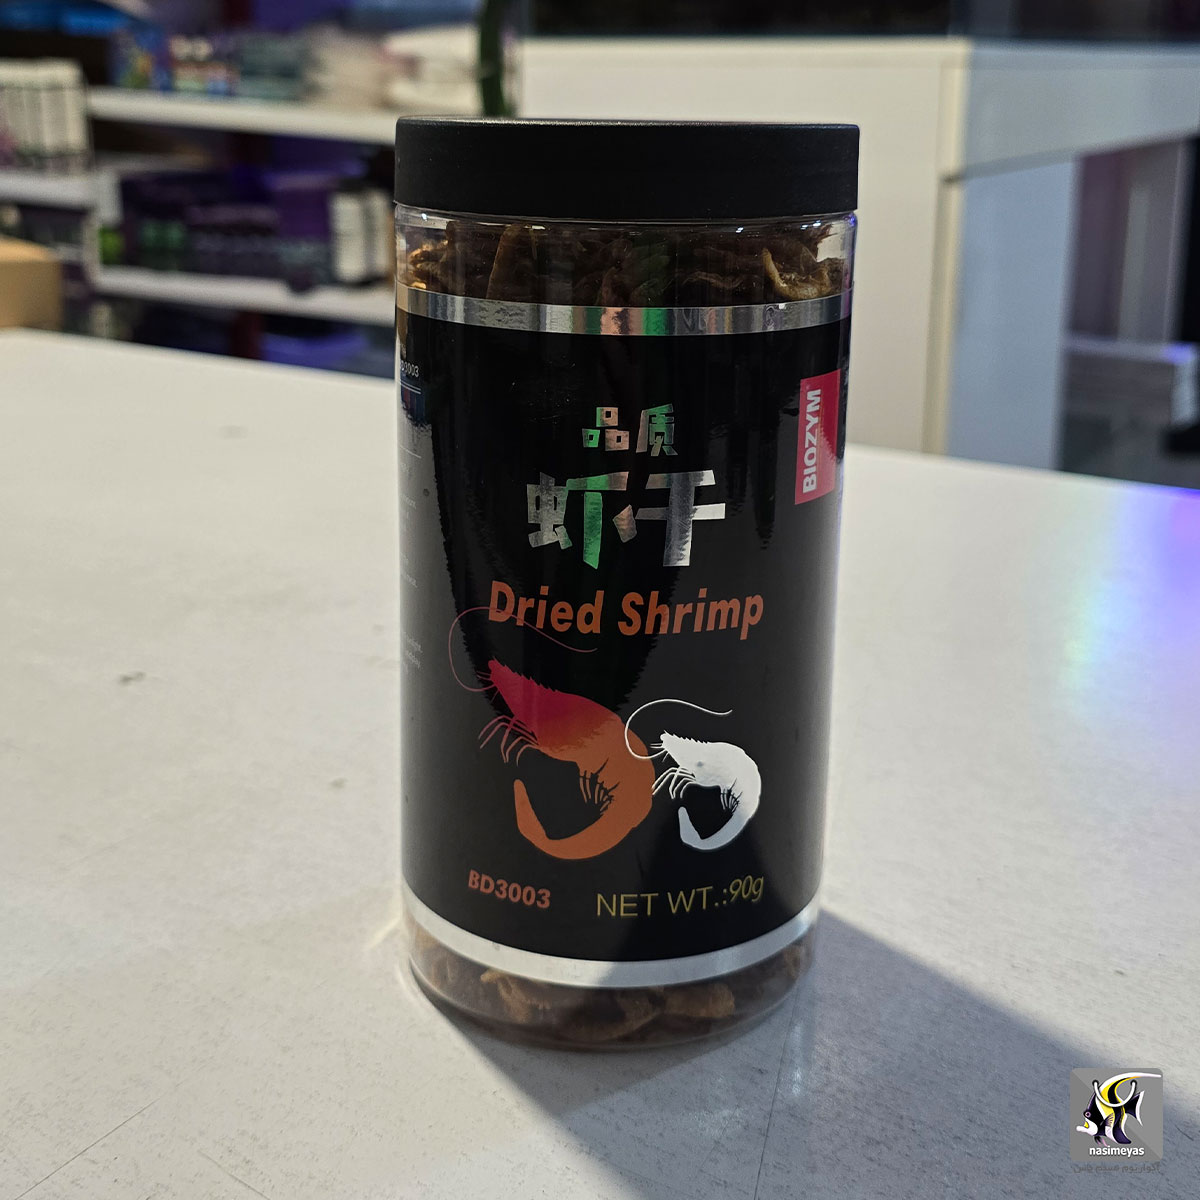 品质
虾干
BIOZYM
Dried Shrimp
BD3003
NET WT.:90g
nasimeyas